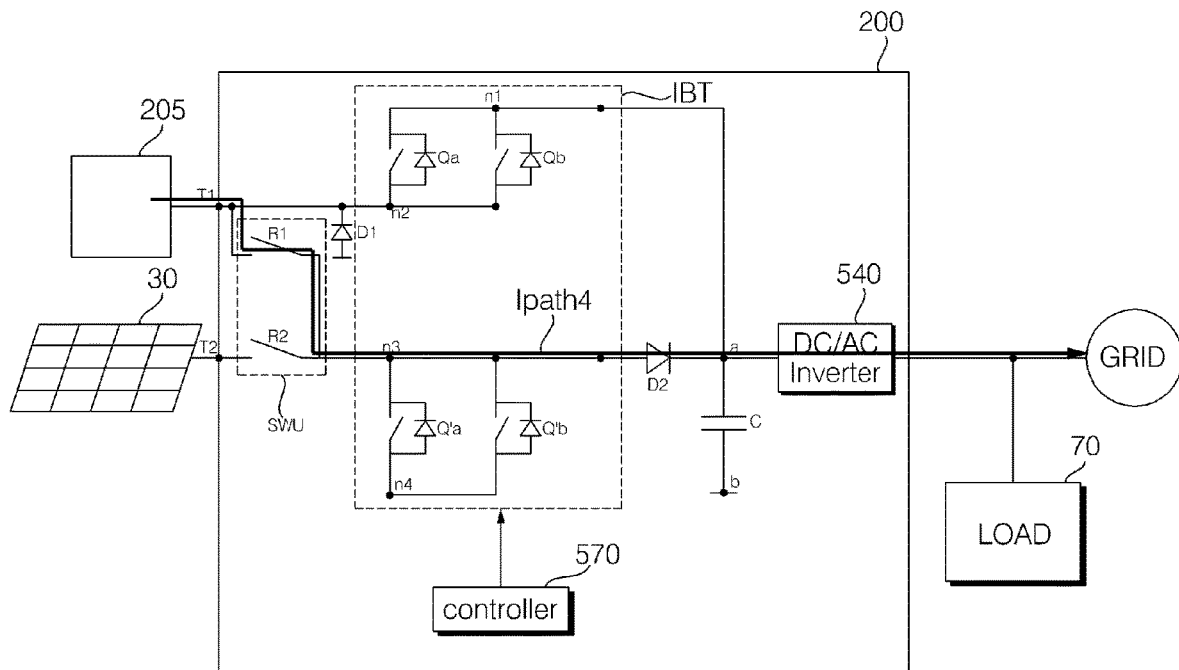 200
IBT
n1
205
Qa
Qb
T1
n2
R1
D1
30
Ipath4
540
T2
R2
n3
a
DC/AC
Inverter
GRID
D2
SWU
Q'a
Q'b
C
n4
b
70
LOAD
570
controller